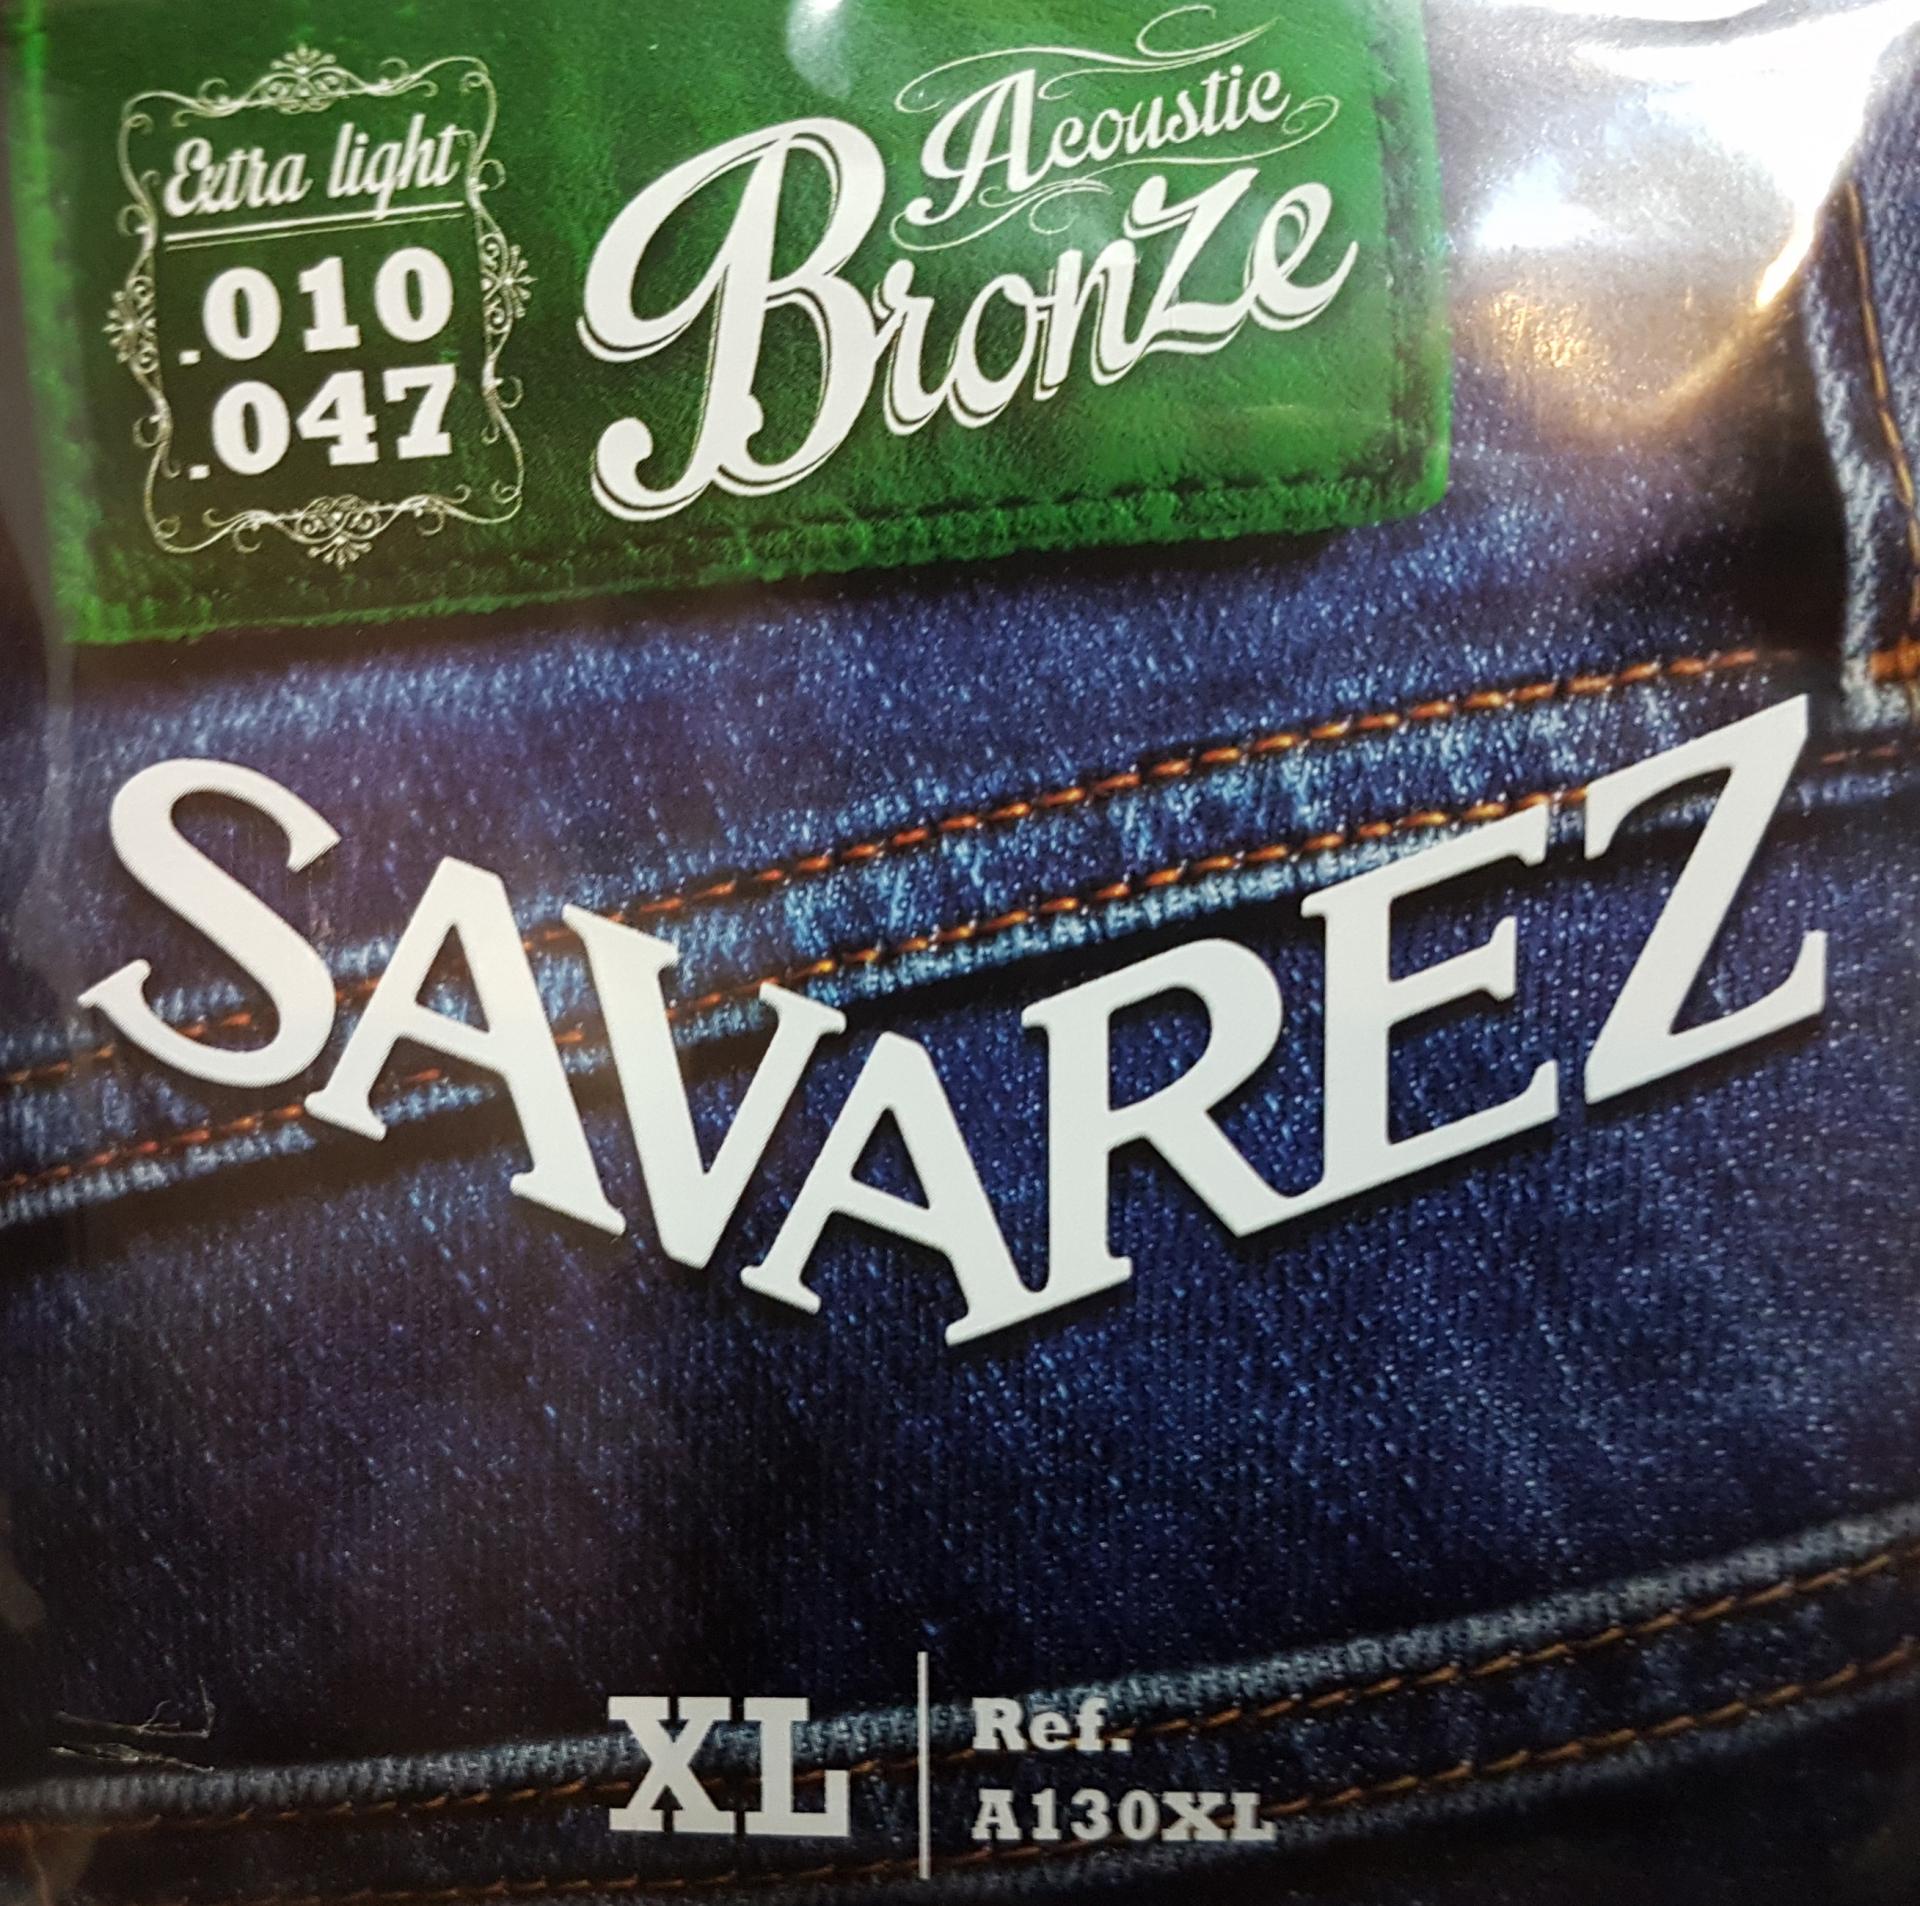 Extra light
.010
.047
Acoustic
Bronze
SAVAREZ
XL
Ref.
A130XL